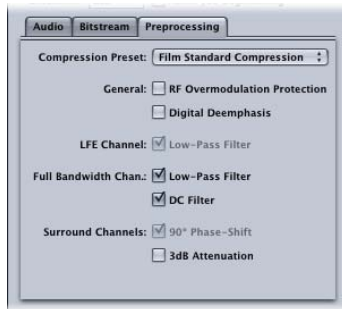 Audio Bitstream Preprocessing
Compression Preset: Film Standard Compression
General: RF Overmodulation Protection
Digital Deemphasis
LFE Channel: Low-Pass Filter
Full Bandwidth Chan.: Low-Pass Filter
DC Filter
Surround Channels: 90° Phase-Shift
3dB Attenuation